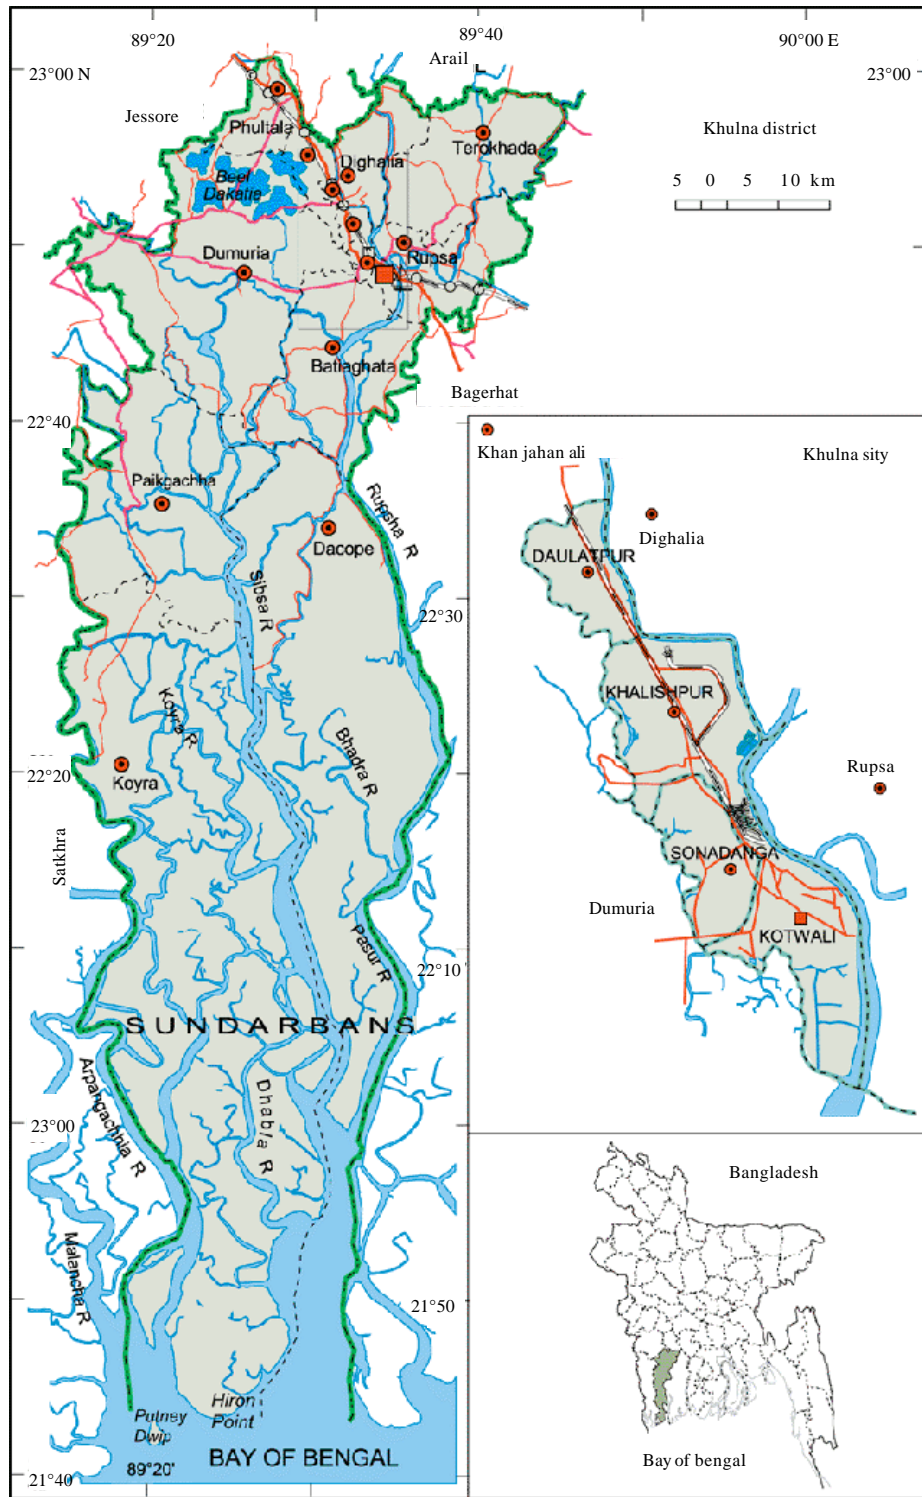 89°20
89°40
90°00 E
23°00 N
Arail
L
23°00
Jessore
Phultala
Khulna district
Terokhada
Dighalia
Beel
Dakatia
5 0 5 10 km
Dumuria
Rupsa
Batiaghata
Bagerhat
22°40
Khan jahan ali
Khulna sity
Paikgachha
Rupsha R
Dacope
Dighalia
DAULATPUR
Sibsa R
22°30
KHALISHPUR
Koyra R
Bhadra R
22°20
Koyra
Rupsa
Satkhra
SONADANGA
Dumuria
Pasur R
KOTWALI
22°10'
SUNDARBANS
Arpangachhia R
Dhabla R
23°00
Bangladesh
Malancha R
21°50
Hiron
Point
Putney
Dwip
BAY OF BENGAL
Bay of bengal
89°20'
21°40